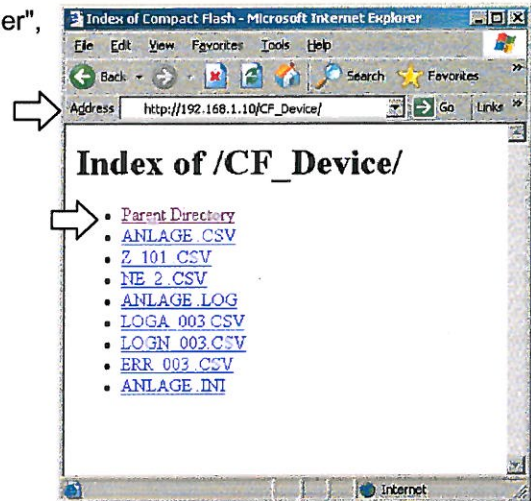 er",
Index of Compact Flash - Microsoft Internet Explorer
File Edit View Favorites Tools Help
Back Search Favorites »
Address http://192.168.1.10/CF_Device/ Go Links »
Index of /CF_Device/
• Parent Directory
• ANLAGE.CSV
• Z_101.CSV
• NE_2.CSV
• ANLAGE.LOG
• LOGA_003.CSV
• LOGN_003.CSV
• ERR_003.CSV
• ANLAGE.INI
Internet